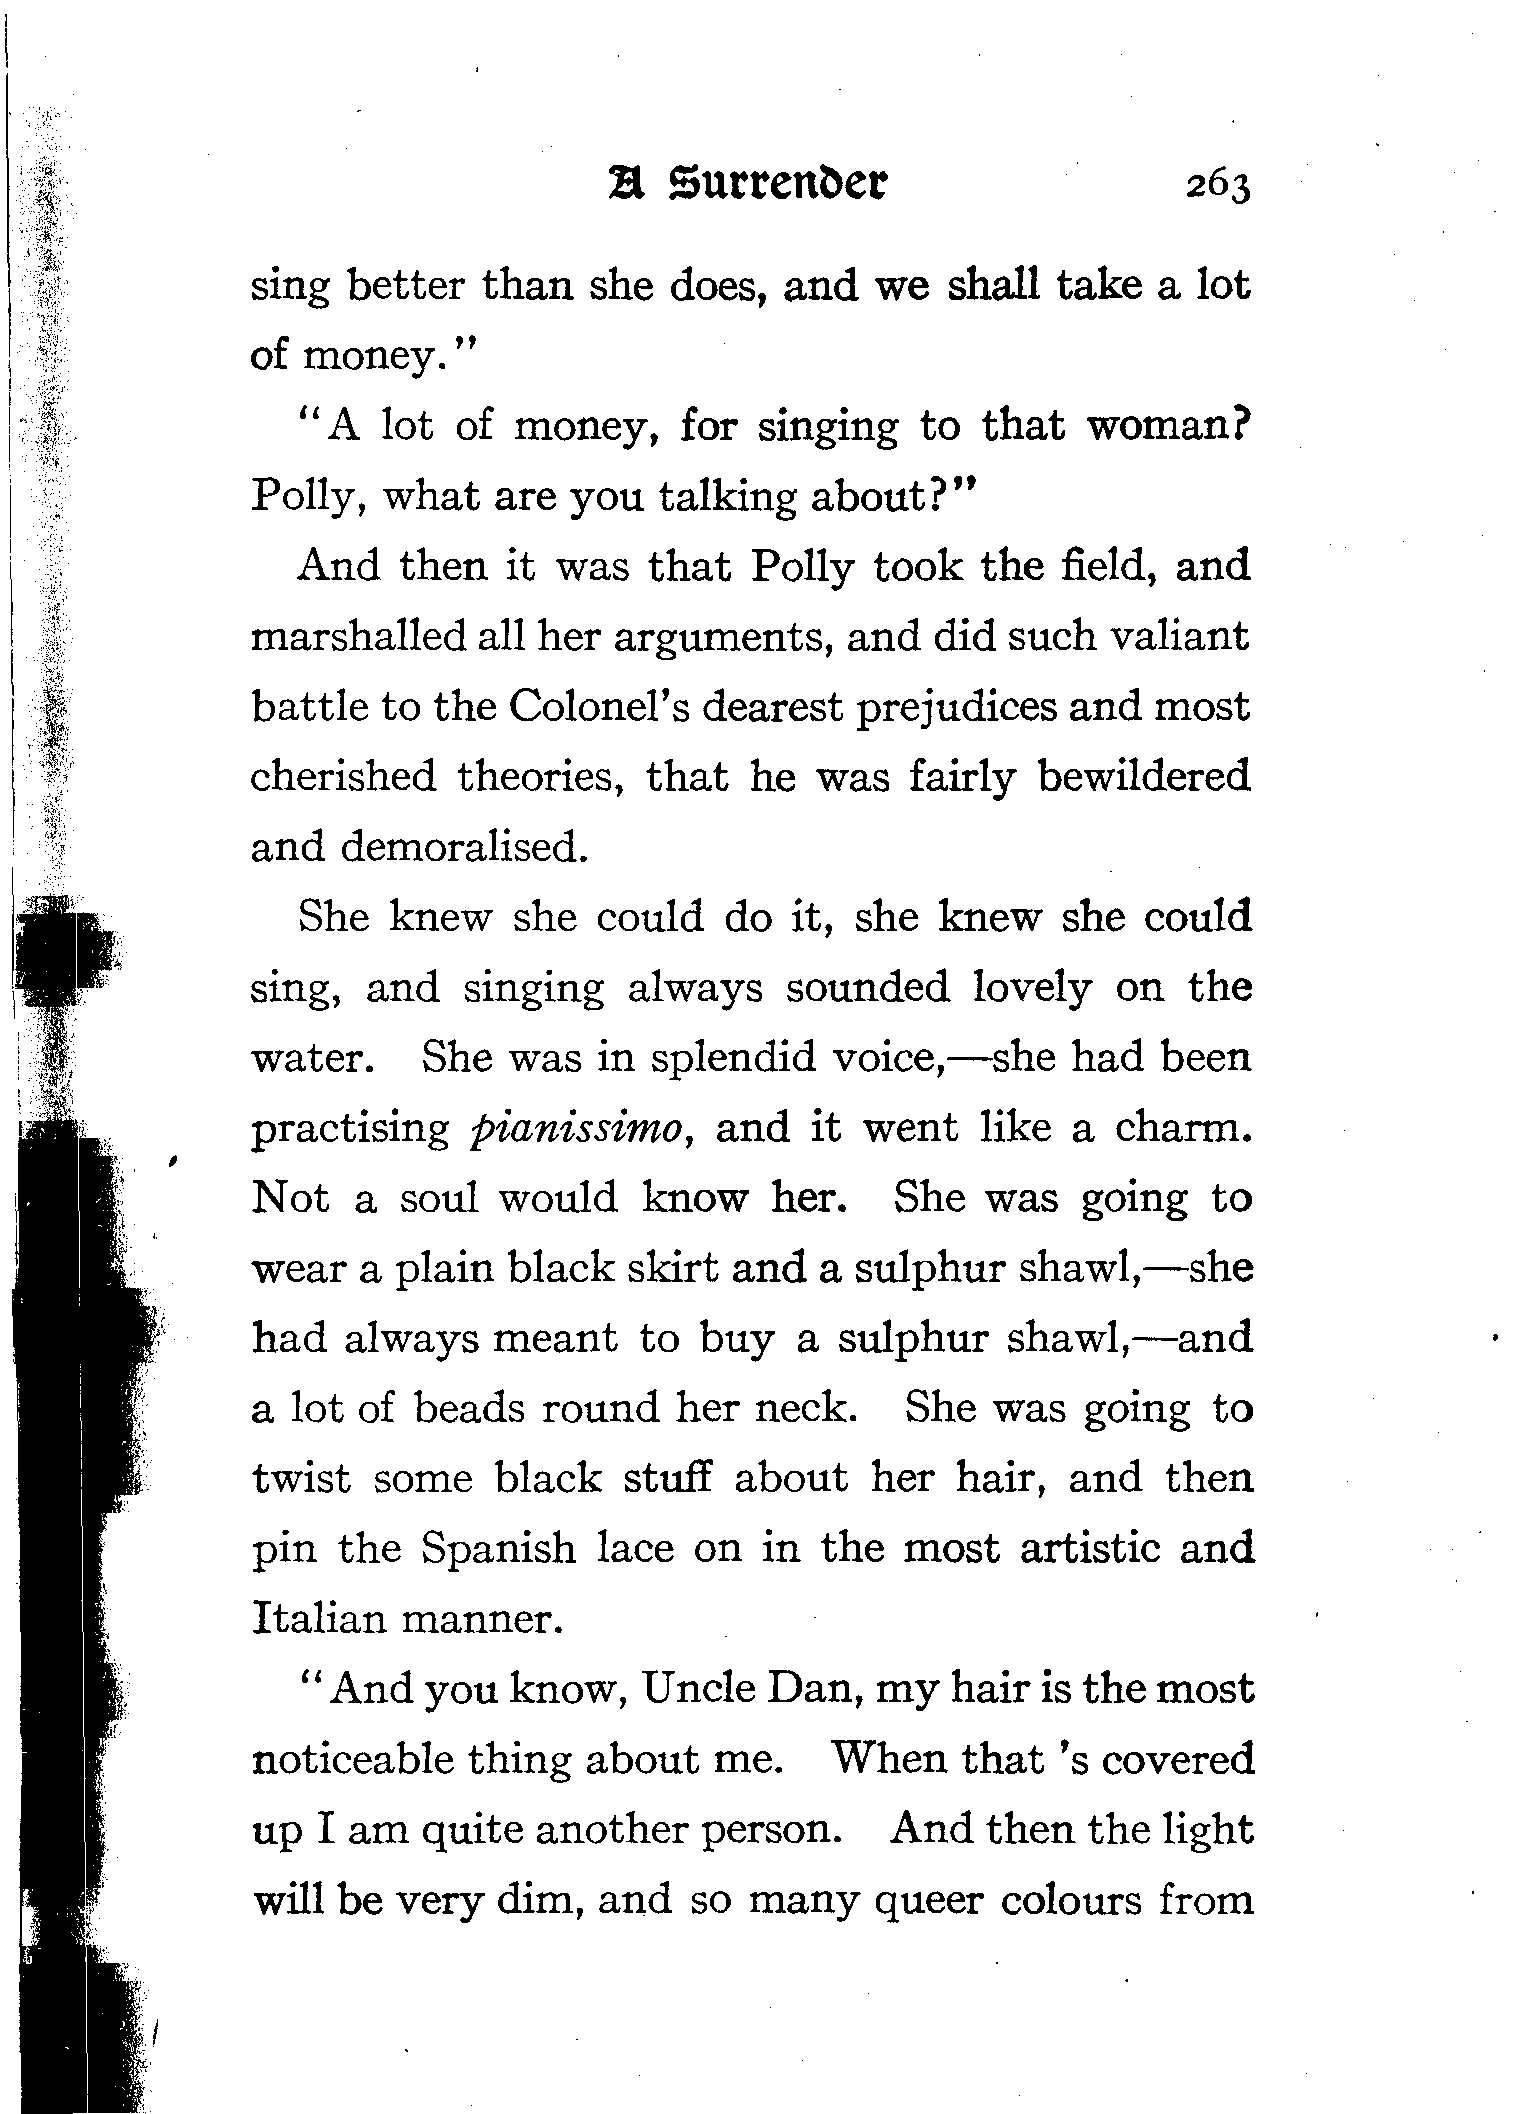 A Surrender 263
sing better than she does, and we shall take a lot
of money."
"A lot of money, for singing to that woman?
Polly, what are you talking about?"
And then it was that Polly took the field, and
marshalled all her arguments, and did such valiant
battle to the Colonel's dearest prejudices and most
cherished theories, that he was fairly bewildered
and demoralised.
She knew she could do it, she knew she could
sing, and singing always sounded lovely on the
water. She was in splendid voice,—she had been
practising pianissimo, and it went like a charm.
Not a soul would know her. She was going to
wear a plain black skirt and a sulphur shawl,—she
had always meant to buy a sulphur shawl,—and
a lot of beads round her neck. She was going to
twist some black stuff about her hair, and then
pin the Spanish lace on in the most artistic and
Italian manner.
"And you know, Uncle Dan, my hair is the most
noticeable thing about me. When that 's covered
up I am quite another person. And then the light
will be very dim, and so many queer colours from